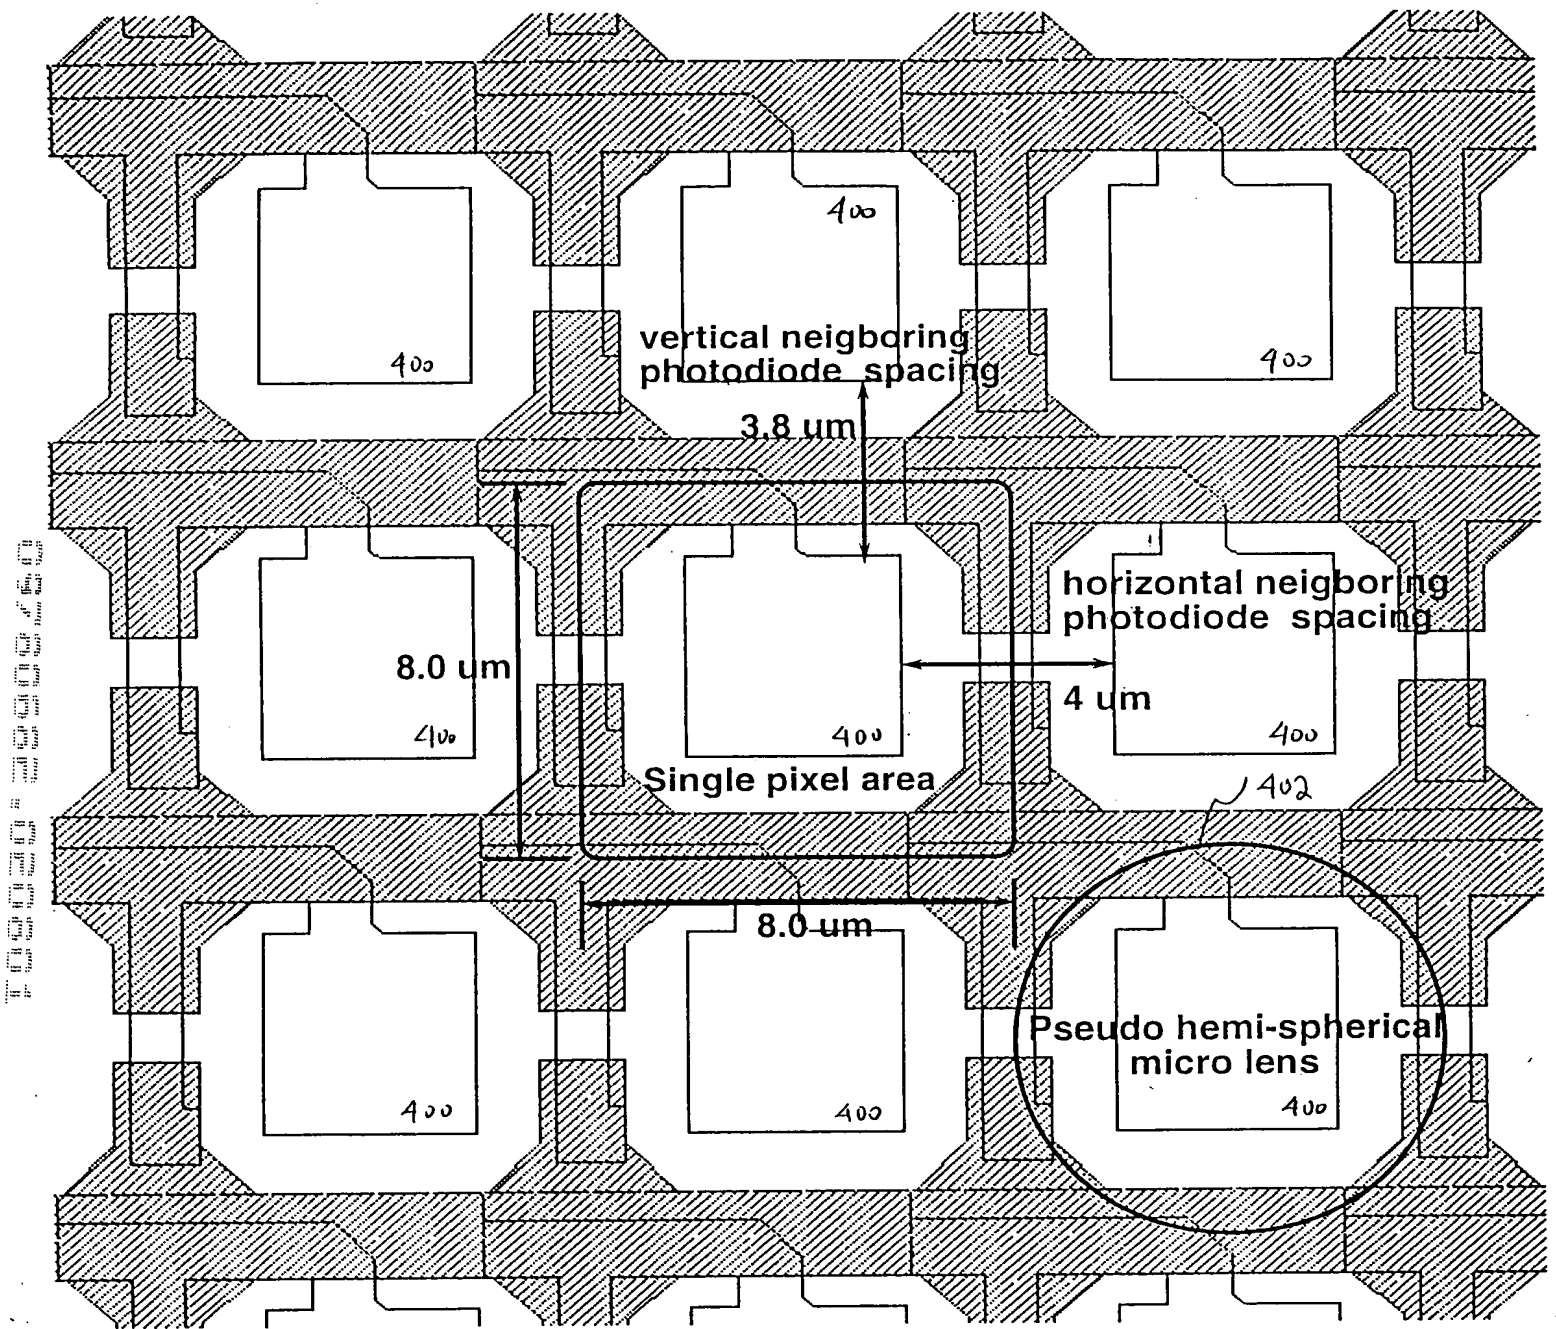 400
vertical neigboring
photodiode spacing
400
400
3.8 um
horizontal neigboring
photodiode spacing
8.0 um
4 um
400
400
400
Single pixel area
402
8.0 um
Pseudo hemi-spherical
micro lens
400
400
400